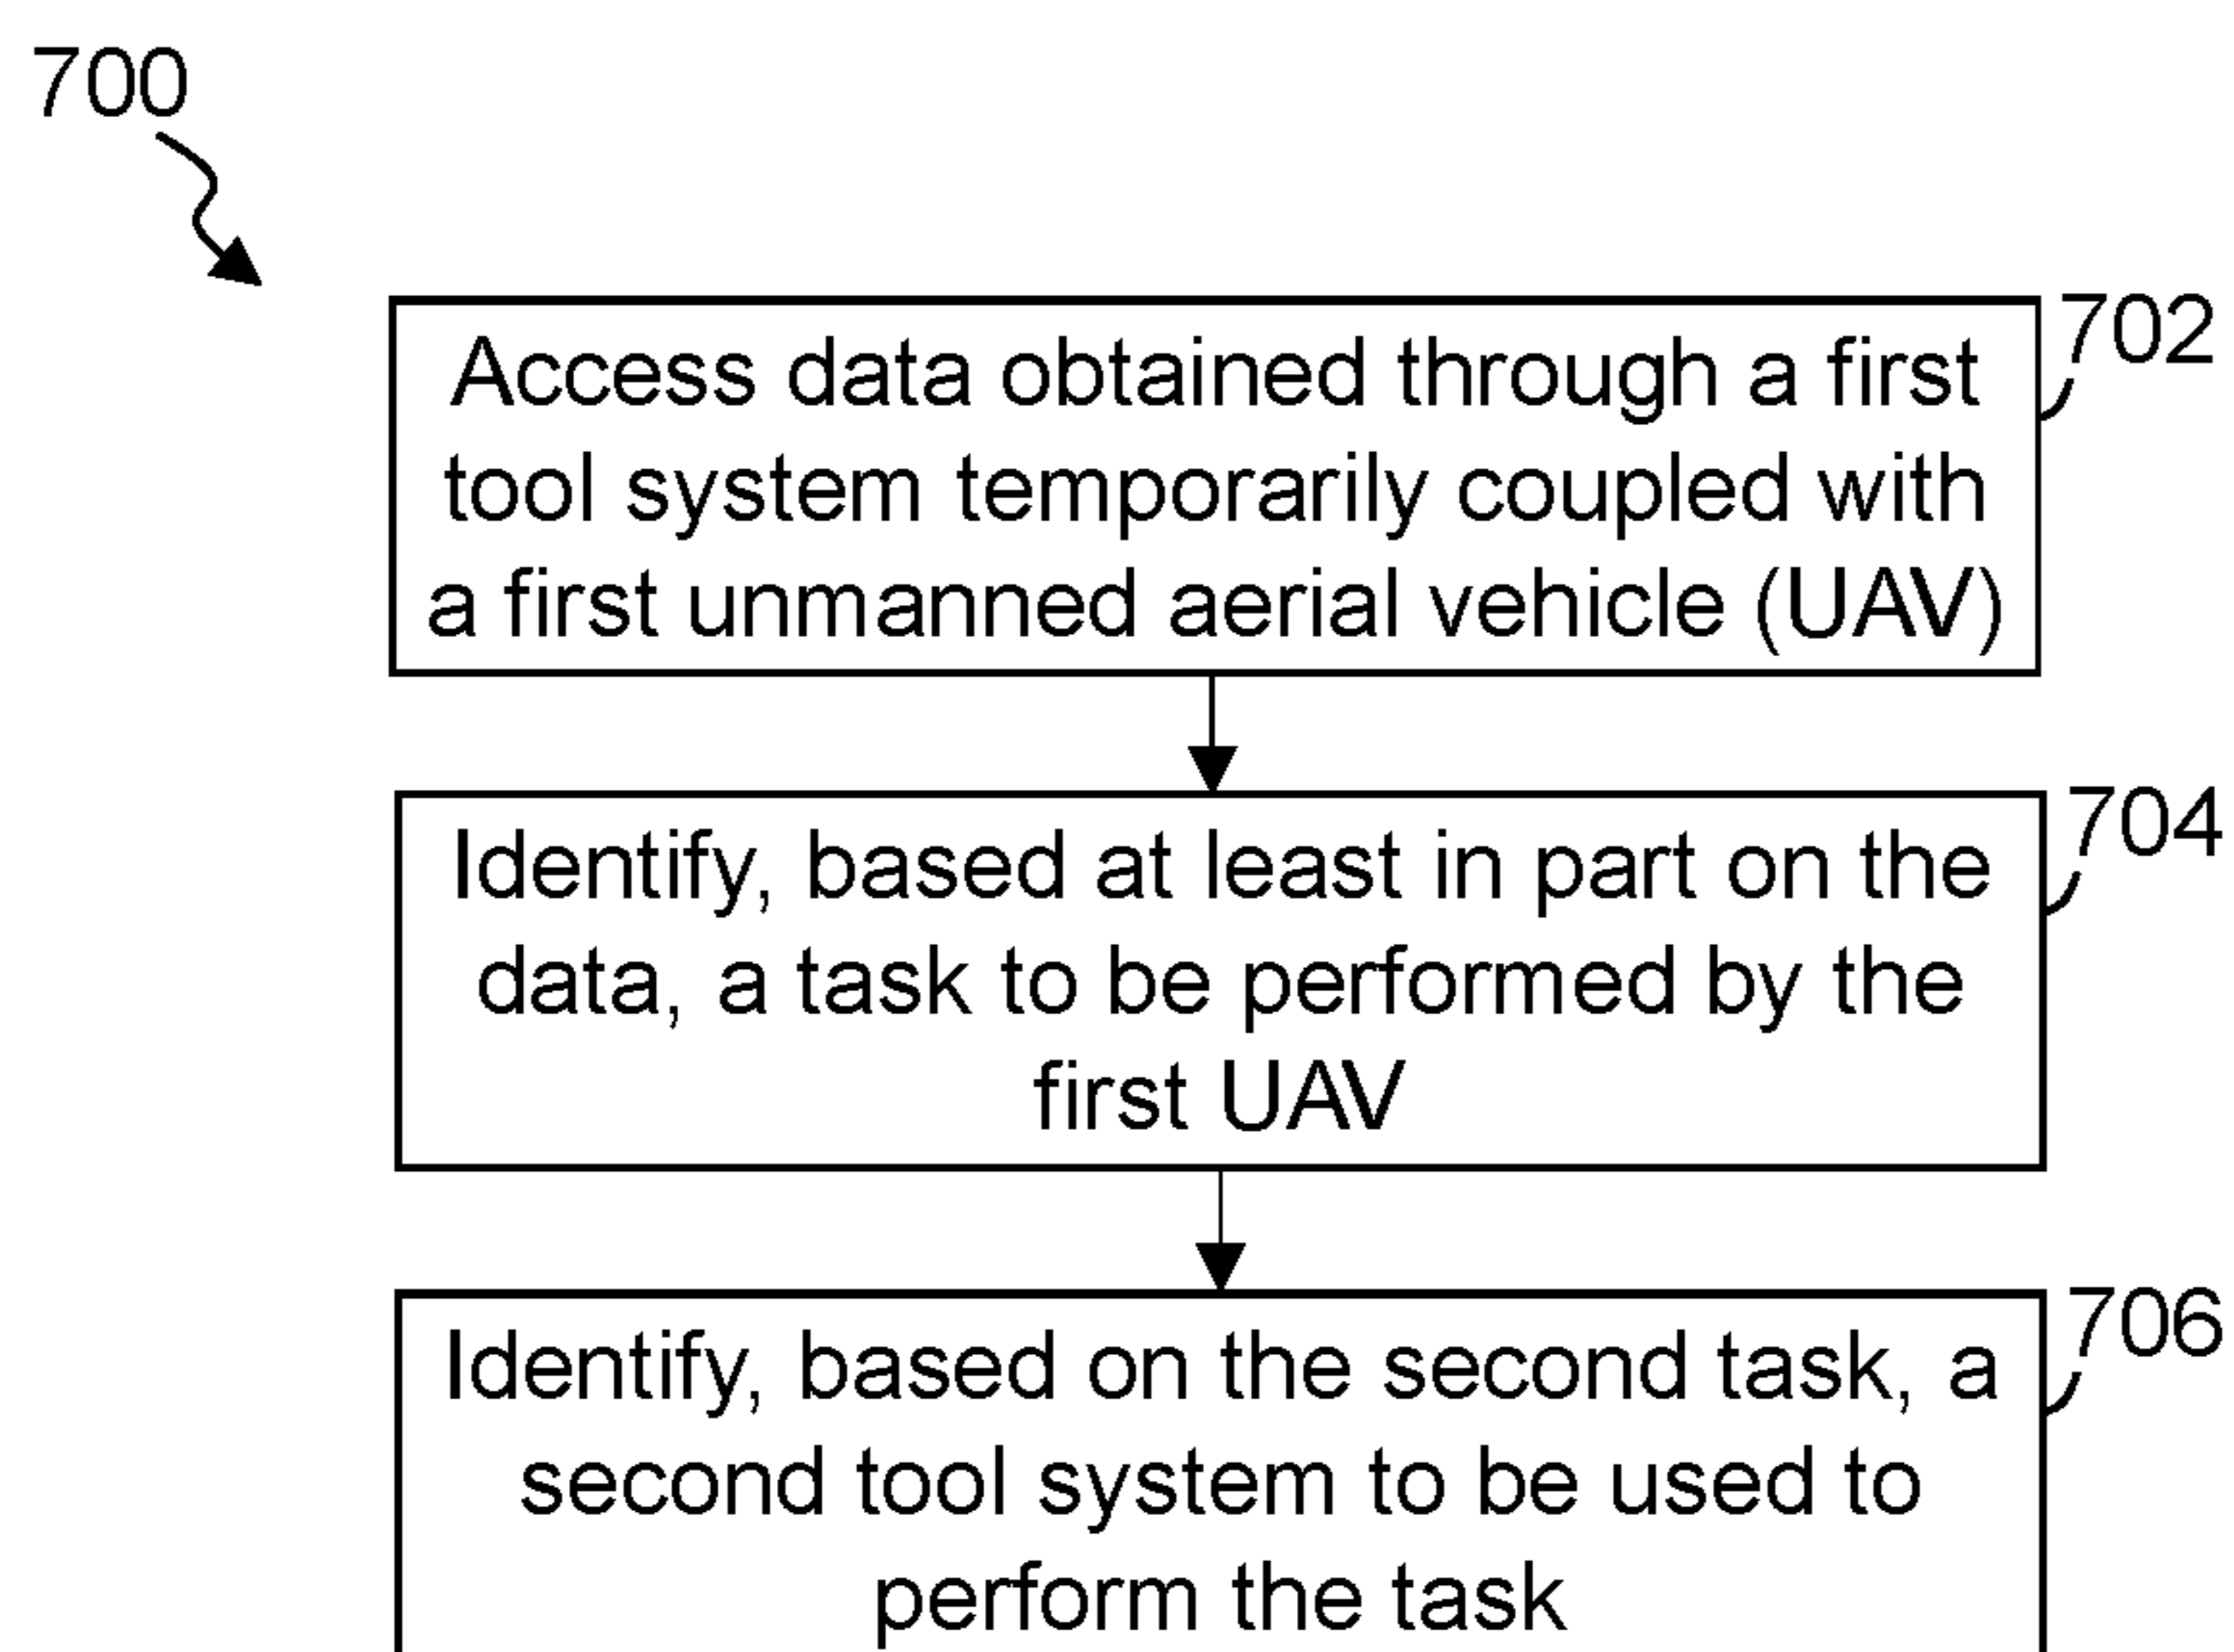 700
702
Access data obtained through a first
tool system temporarily coupled with
a first unmanned aerial vehicle (UAV)
704
Identify, based at least in part on the
data, a task to be performed by the
first UAV
706
Identify, based on the second task, a
second tool system to be used to
perform the task